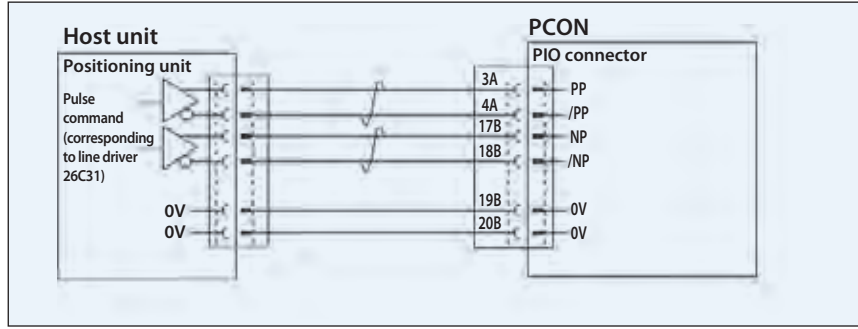 Host unit
Positioning unit
Pulse
command
(corresponding
to line driver
26C31)
0V
0V
PCON
PIO connector
3A
PP
4A
/PP
17B
NP
18B
/NP
19B
0V
20B
0V